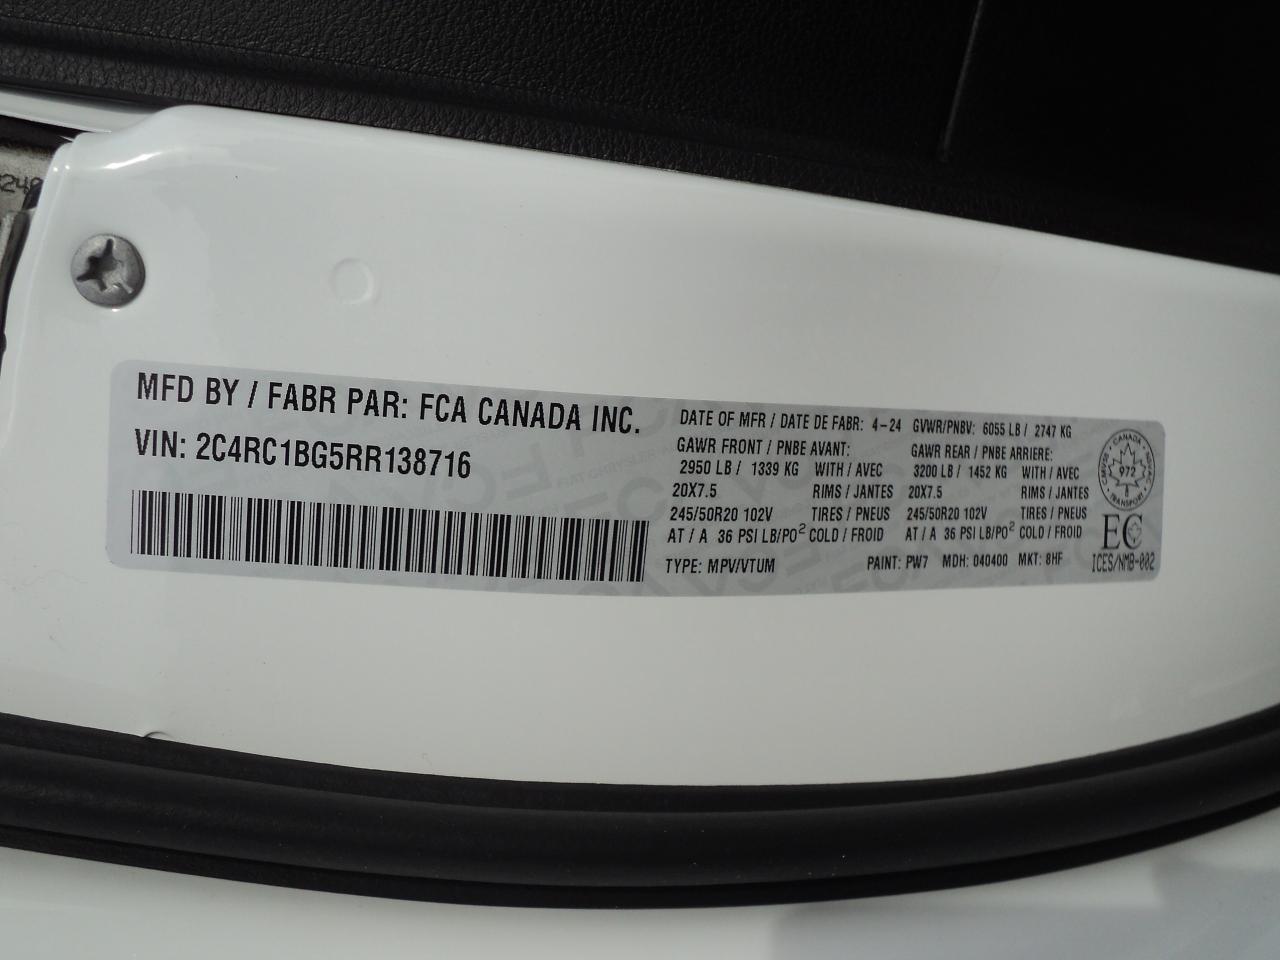 MFD BY / FABR PAR: FCA CANADA INC.
VIN: 2C4RC1BG5RR138716
DATE OF MFR / DATE DE FABR: 4-24 GVWR/PNBV: 6055 LB / 2747 KG
GAWR FRONT / PNBE AVANT: GAWR REAR / PNBE ARRIERE:
2950 LB / 1339 KG WITH / AVEC 3200 LB / 1452 KG WITH / AVEC
20X7.5 RIMS / JANTES 20X7.5 RIMS / JANTES
245/50R20 102V TIRES / PNEUS 245/50R20 102V TIRES / PNEUS
AT / A 36 PSI LB/PO² COLD / FROID AT / A 36 PSI LB/PO² COLD / FROID
TYPE: MPV/VTUM PAINT: PW7 MDH: 040400 MKT: 8HF
CANADA
972
TRANSPORT
EC
ICES/NMB-002